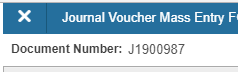 Journal Voucher Mass Entry F
Document Number: J1900987